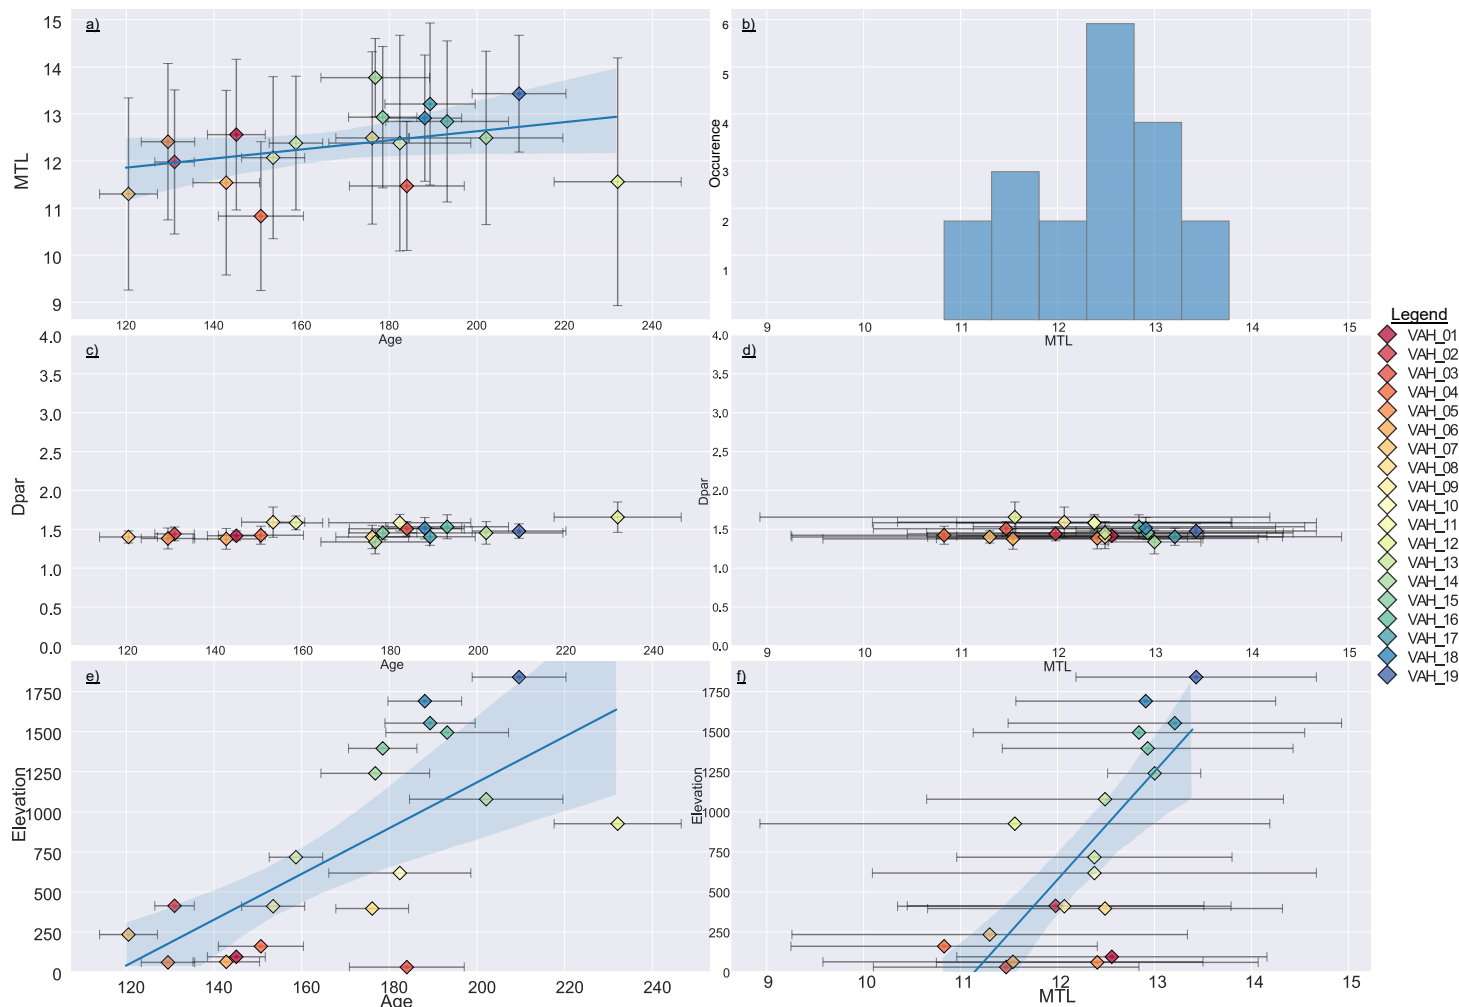 a)
MTL
15
14
13
12
11
10
9
120 140 160 180 200 220 240
Age
b)
Occurence
6
5
4
3
2
1
9 10 11 12 13 14 15
MTL
c)
Dpar
4.0
3.5
3.0
2.5
2.0
1.5
1.0
0.5
0.0
120 140 160 180 200 220 240
Age
d)
Dpar
4.0
3.5
3.0
2.5
2.0
1.5
1.0
0.5
0.0
9 10 11 12 13 14 15
MTL
e)
Elevation
1750
1500
1250
1000
750
500
250
0
120 140 160 180 200 220 240
Age
f)
Elevation
1750
1500
1250
1000
750
500
250
0
9 10 11 12 13 14 15
MTL
Legend
VAH_01
VAH_02
VAH_03
VAH_04
VAH_05
VAH_06
VAH_07
VAH_08
VAH_09
VAH_10
VAH_11
VAH_12
VAH_13
VAH_14
VAH_15
VAH_16
VAH_17
VAH_18
VAH_19